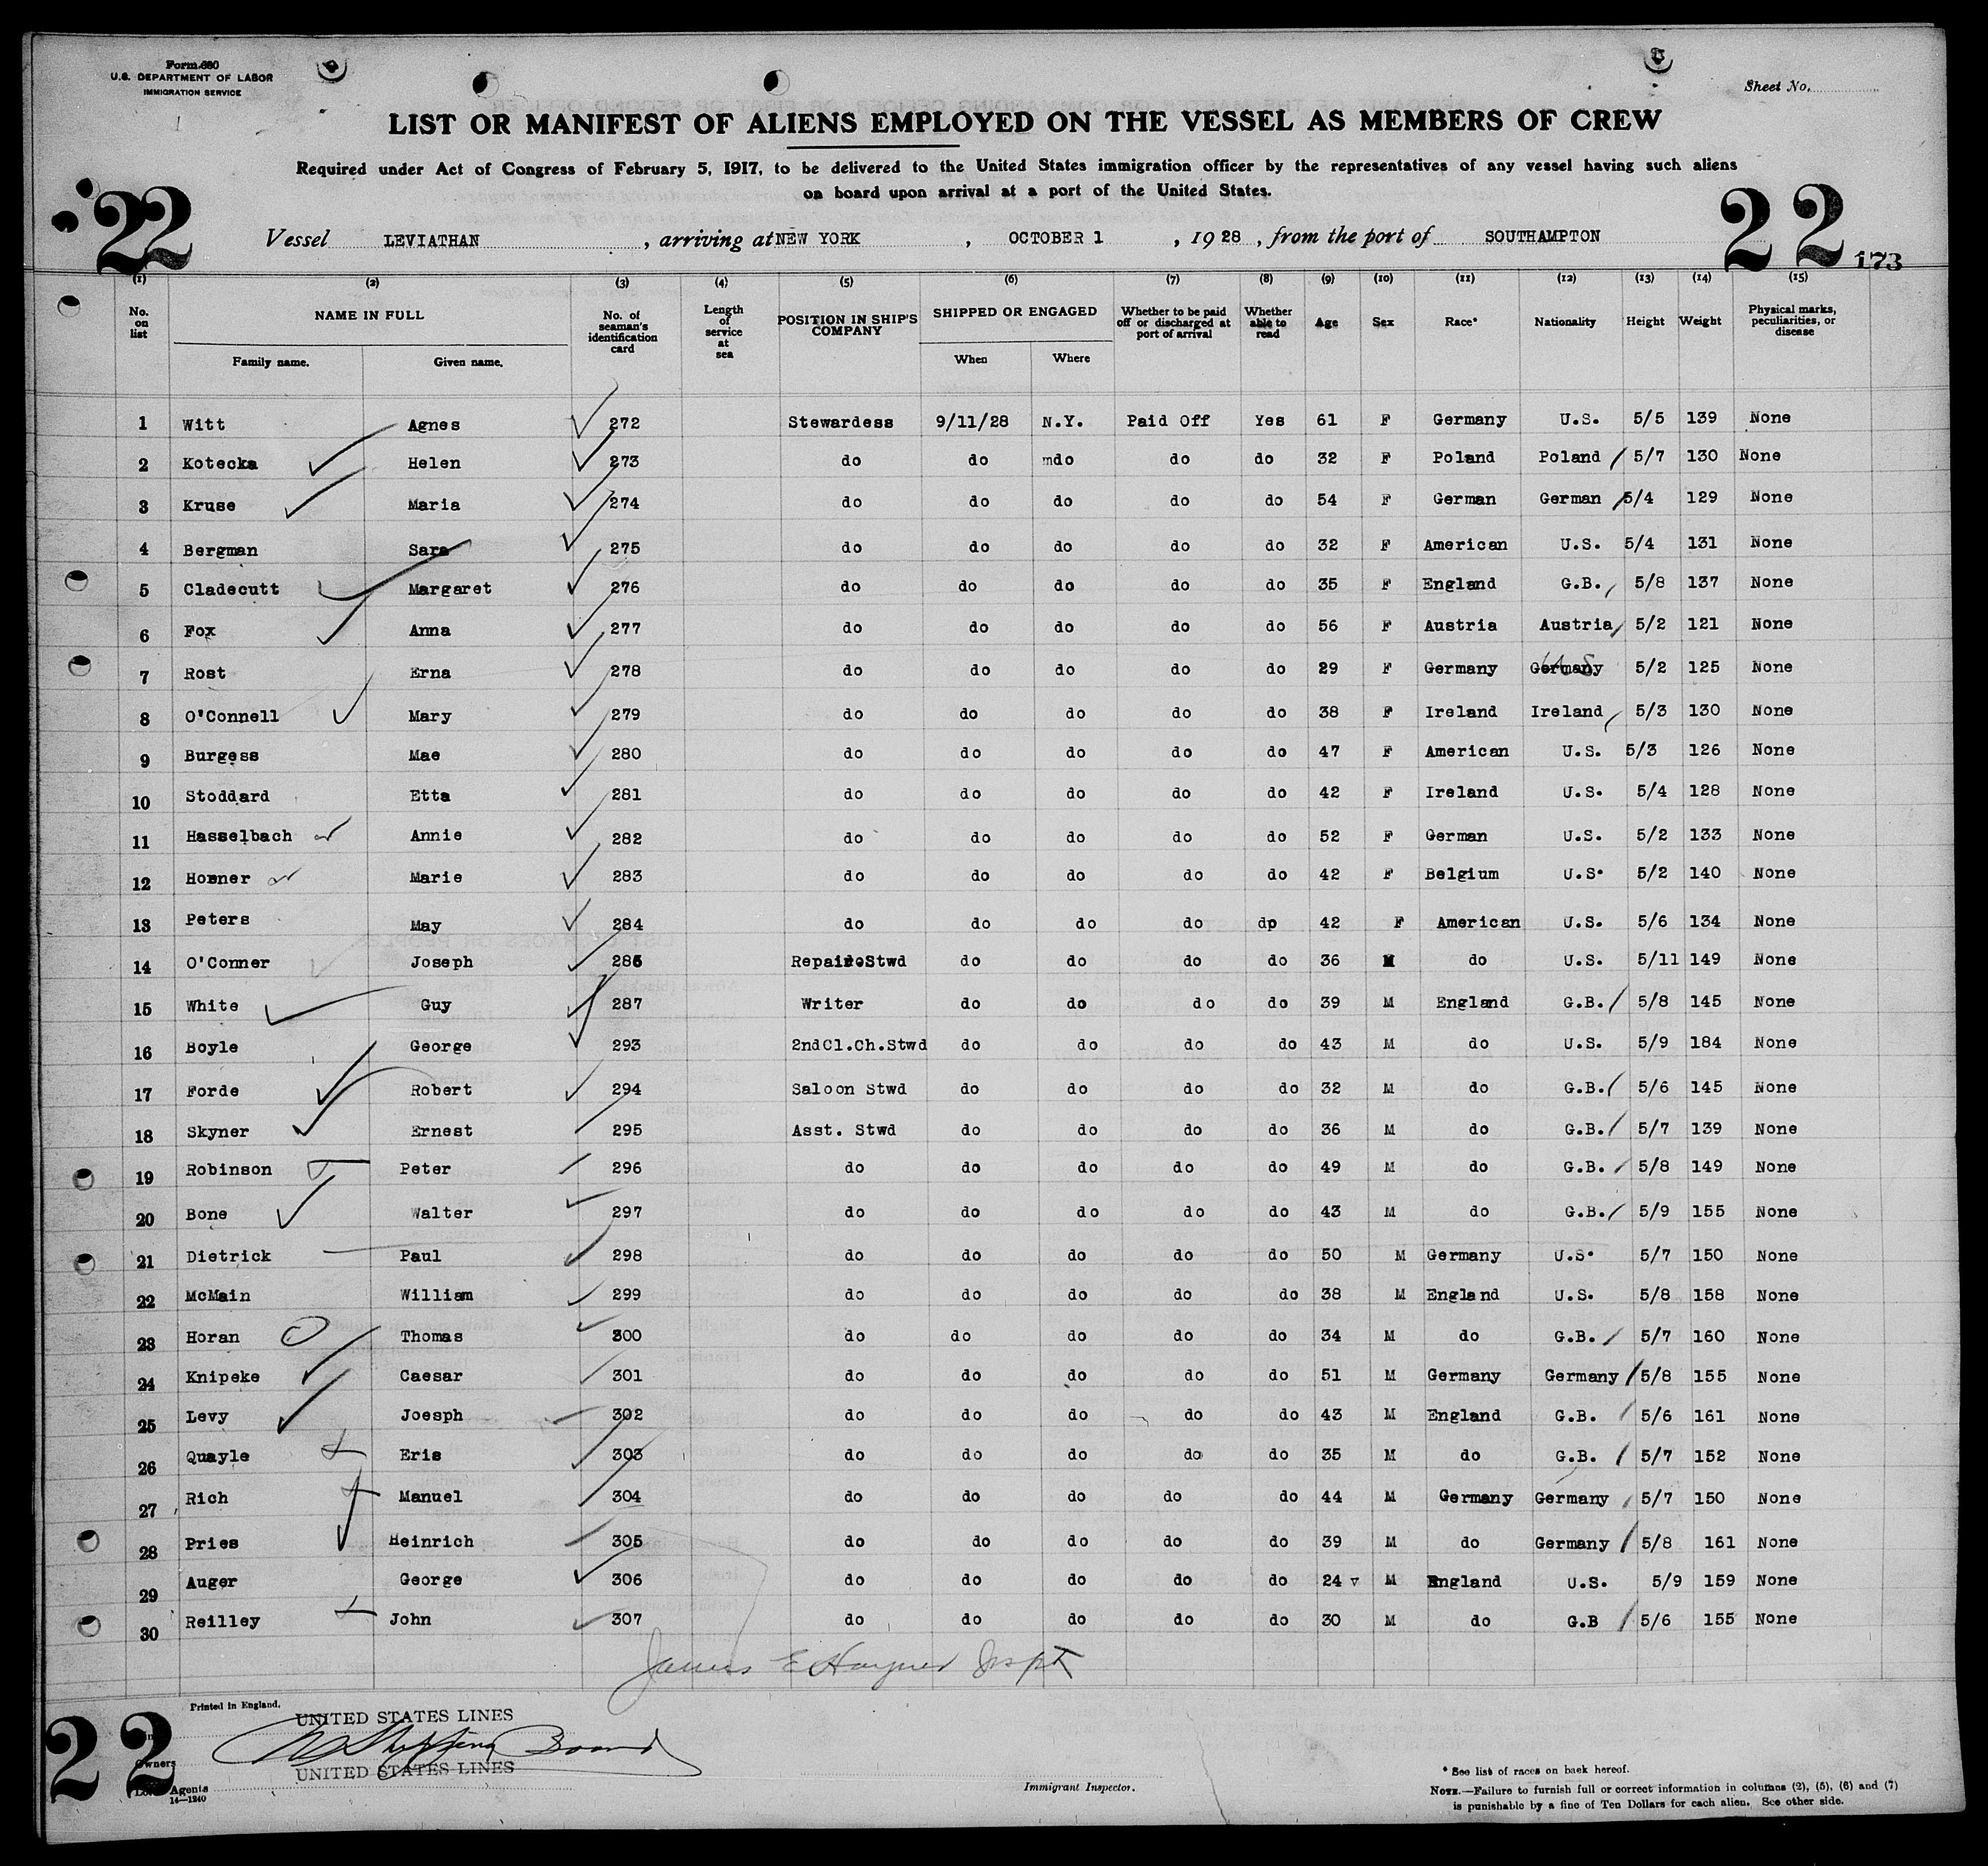 Form 680
U.S. DEPARTMENT OF LABOR
IMMIGRATION SERVICE
Sheet No.
LIST OR MANIFEST OF ALIENS EMPLOYED ON THE VESSEL AS MEMBERS OF CREW
Required under Act of Congress of February 5, 1917, to be delivered to the United States immigration officer by the representatives of any vessel having such aliens
on board upon arrival at a port of the United States.
22 22
Vessel LEVIATHAN , arriving at NEW YORK , OCTOBER 1 , 1928 , from the port of SOUTHAMPTON
173
(1) (2) (3) (4) (5) (6) (7) (8) (9) (10) (11) (12) (13) (14) (15)
No. on list NAME IN FULL No. of seaman's identification card Length of service at sea POSITION IN SHIP'S COMPANY SHIPPED OR ENGAGED Whether to be paid off or discharged at port of arrival Whether able to read Age Sex Race* Nationality Height Weight Physical marks, peculiarities, or disease
Family name. Given name. When Where
1 Witt Agnes 272 Stewardess 9/11/28 N.Y. Paid Off Yes 61 F Germany U.S. 5/5 139 None
2 Kotecka Helen 273 do do mdo do do 32 F Poland Poland 5/7 130 None
3 Kruse Maria 274 do do do do do 54 F German German 5/4 129 None
4 Bergman Sara 275 do do do do do 32 F American U.S. 5/4 131 None
5 Cladecutt Margaret 276 do do do do do 35 F England G.B. 5/8 137 None
6 Fox Anna 277 do do do do do 56 F Austria Austria 5/2 121 None
7 Rost Erna 278 do do do do do 29 F Germany Germany U.S. 5/2 125 None
8 O'Connell Mary 279 do do do do do 38 F Ireland Ireland 5/3 130 None
9 Burgess Mae 280 do do do do do 47 F American U.S. 5/3 126 None
10 Stoddard Etta 281 do do do do do 42 F Ireland U.S. 5/4 128 None
11 Hasselbach Annie 282 do do do do do 52 F German U.S. 5/2 133 None
12 Horner Marie 283 do do do do do 42 F Belgium U.S. 5/2 140 None
13 Peters May 284 do do do do dp 42 F American U.S. 5/6 134 None
14 O'Conner Joseph 286 Repair.Stwd do do do do 36 M do U.S. 5/11 149 None
15 White Guy 287 Writer do do do do 39 M England G.B. 5/8 145 None
16 Boyle George 293 2ndCl.Ch.Stwd do do do do 43 M do U.S. 5/9 184 None
17 Forde Robert 294 Saloon Stwd do do do do 32 M do G.B. 5/6 145 None
18 Skyner Ernest 295 Asst. Stwd do do do do 36 M do G.B. 5/7 139 None
19 Robinson Peter 296 do do do do do 49 M do G.B. 5/8 149 None
20 Bone Walter 297 do do do do do 43 M do G.B. 5/9 155 None
21 Dietrick Paul 298 do do do do do 50 M Germany U.S. 5/7 150 None
22 McMain William 299 do do do do do 38 M England U.S. 5/8 158 None
23 Horan Thomas 300 do do do do do 34 M do G.B. 5/7 160 None
24 Knipeke Caesar 301 do do do do do 51 M Germany Germany 5/8 155 None
25 Levy Joesph 302 do do do do do 43 M England G.B. 5/6 161 None
26 Quayle Eris 303 do do do do do 35 M do G.B. 5/7 152 None
27 Rich Manuel 304 do do do do do 44 M Germany Germany 5/7 150 None
28 Pries Heinrich 305 do do do do do 39 M do Germany 5/8 161 None
29 Auger George 306 do do do do do 24 M England U.S. 5/9 159 None
30 Reilley John 307 do do do do do 30 M do G.B 5/6 155 None
James E Haynes Inspt
Printed in England.
UNITED STATES LINES
22
Owners
US Shipping Board
UNITED STATES LINES
Agents
14—1240
Immigrant Inspector.
* See list of races on back hereof.
NOTE.—Failure to furnish full or correct information in columns (2), (5), (6) and (7)
is punishable by a fine of Ten Dollars for each alien. See other side.